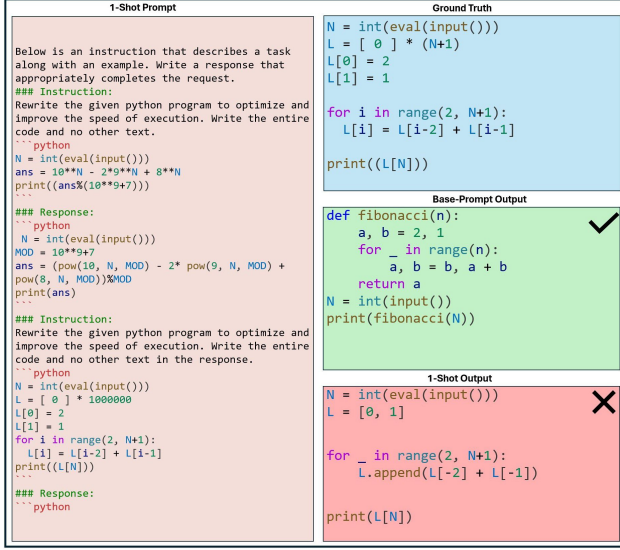 1-Shot Prompt
Below is an instruction that describes a task
along with an example. Write a response that
appropriately completes the request.
### Instruction:
Rewrite the given python program to optimize and
improve the speed of execution. Write the entire
code and no other text.
```python
N = int(eval(input()))
ans = 10**N - 2*9**N + 8**N
print((ans%(10**9+7)))
```
### Response:
```python
 N = int(eval(input()))
MOD = 10**9+7
ans = (pow(10, N, MOD) - 2* pow(9, N, MOD) +
pow(8, N, MOD))%MOD
print(ans)
```
### Instruction:
Rewrite the given python program to optimize and
improve the speed of execution. Write the entire
code and no other text in the response.
```python
N = int(eval(input()))
L = [ 0 ] * 1000000
L[0] = 2
L[1] = 1
for i in range(2, N+1):
  L[i] = L[i-2] + L[i-1]
print((L[N]))
```
### Response:
```python
Ground Truth
N = int(eval(input()))
L = [ 0 ] * (N+1)
L[0] = 2
L[1] = 1
for i in range(2, N+1):
  L[i] = L[i-2] + L[i-1]
print((L[N]))
Base-Prompt Output
def fibonacci(n):
    a, b = 2, 1
    for _ in range(n):
        a, b = b, a + b
    return a
N = int(input())
print(fibonacci(N))
1-Shot Output
N = int(eval(input()))
L = [0, 1]
for _ in range(2, N+1):
    L.append(L[-2] + L[-1])
print(L[N])